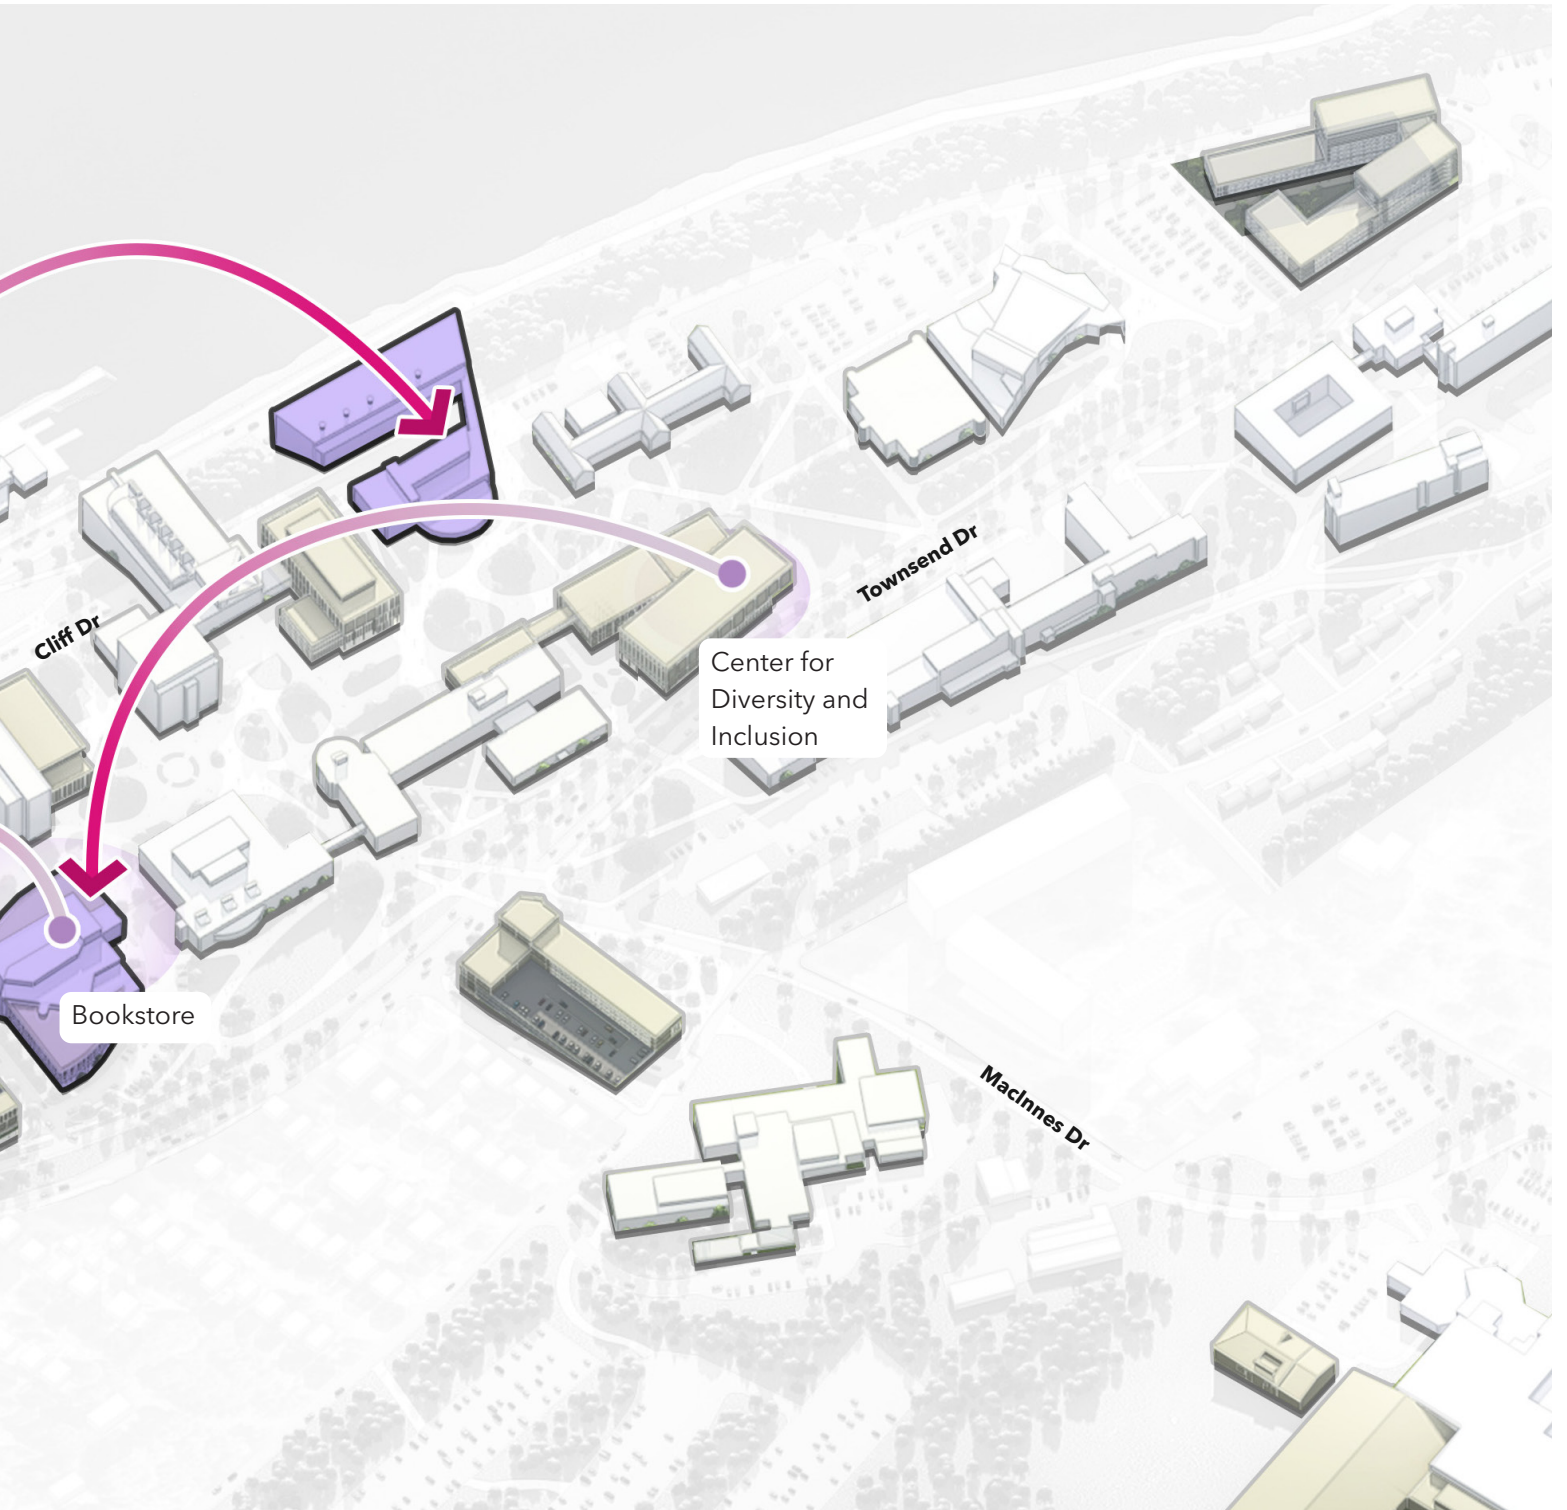 Townsend Dr
Cliff Dr
Center for
Diversity and
Inclusion
Bookstore
MacInnes Dr